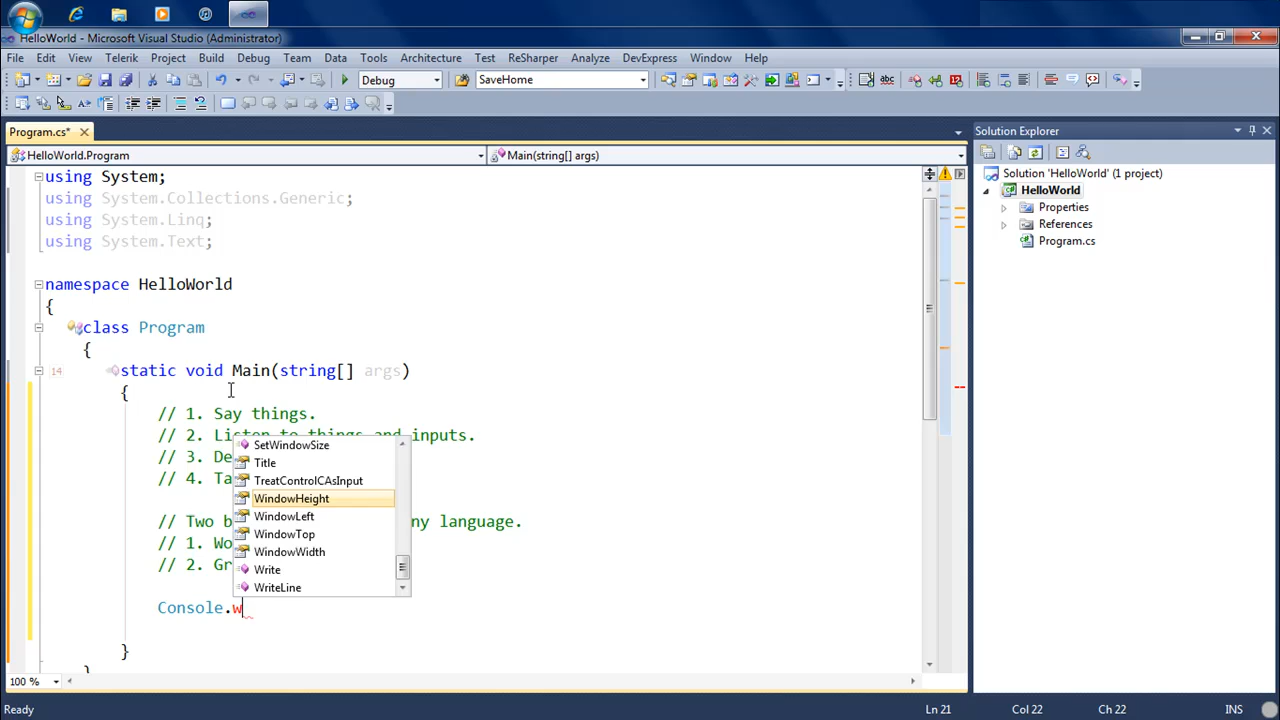 HelloWorld - Microsoft Visual Studio (Administrator)
File Edit View Telerik Project Build Debug Team Data Tools Architecture Test ReSharper Analyze DevExpress Window Help
Debug SaveHome
Program.cs* Solution Explorer
HelloWorld.Program Main(string[] args)
Solution 'HelloWorld' (1 project)
HelloWorld
Properties
References
Program.cs
using System;
using System.Collections.Generic;
using System.Linq;
using System.Text;
namespace HelloWorld
{
class Program
{
14 static void Main(string[] args)
{
// 1. Say things.
// 2. Listen to things and inputs.
// 3. De
// 4. Ta
// Two b ny language.
// 1. Wo
// 2. Gr
SetWindowSize
Title
TreatControlCAsInput
WindowHeight
WindowLeft
WindowTop
WindowWidth
Write
WriteLine
Console.w
}
}
100 %
Ready Ln 21 Col 22 Ch 22 INS